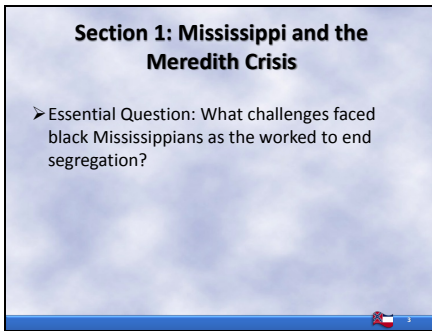 Section 1: Mississippi and the
Meredith Crisis
➢Essential Question: What challenges faced
black Mississippians as the worked to end
segregation?
3